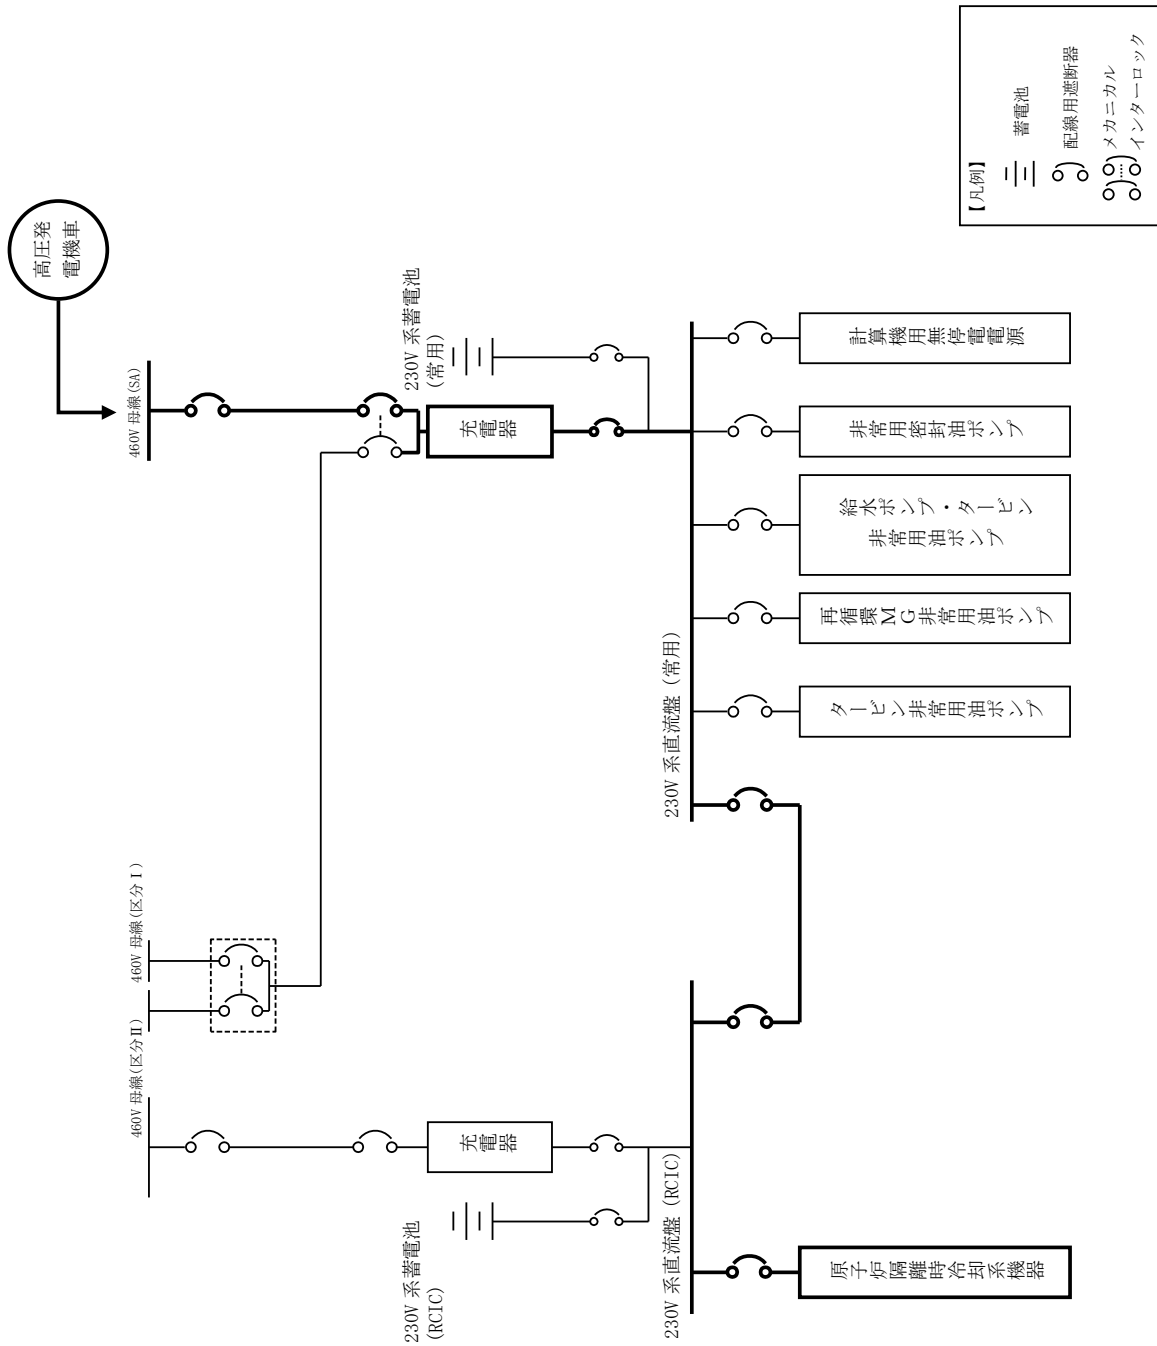 高圧発
電機車
460V 母線(SA)
460V 母線(区分Ⅰ)
460V 母線(区分Ⅱ)
230V 系蓄電池
(常用)
充電器
230V 系蓄電池
(RCIC)
充電器
230V 系直流盤 (常用)
230V 系直流盤 (RCIC)
計算機用無停電電源
非常用密封油ポンプ
給水ポンプ・タービン
非常用油ポンプ
再循環MG非常用油ポンプ
タービン非常用油ポンプ
原子炉隔離時冷却系機器
【凡例】
蓄電池
配線用遮断器
メカニカル
インターロック